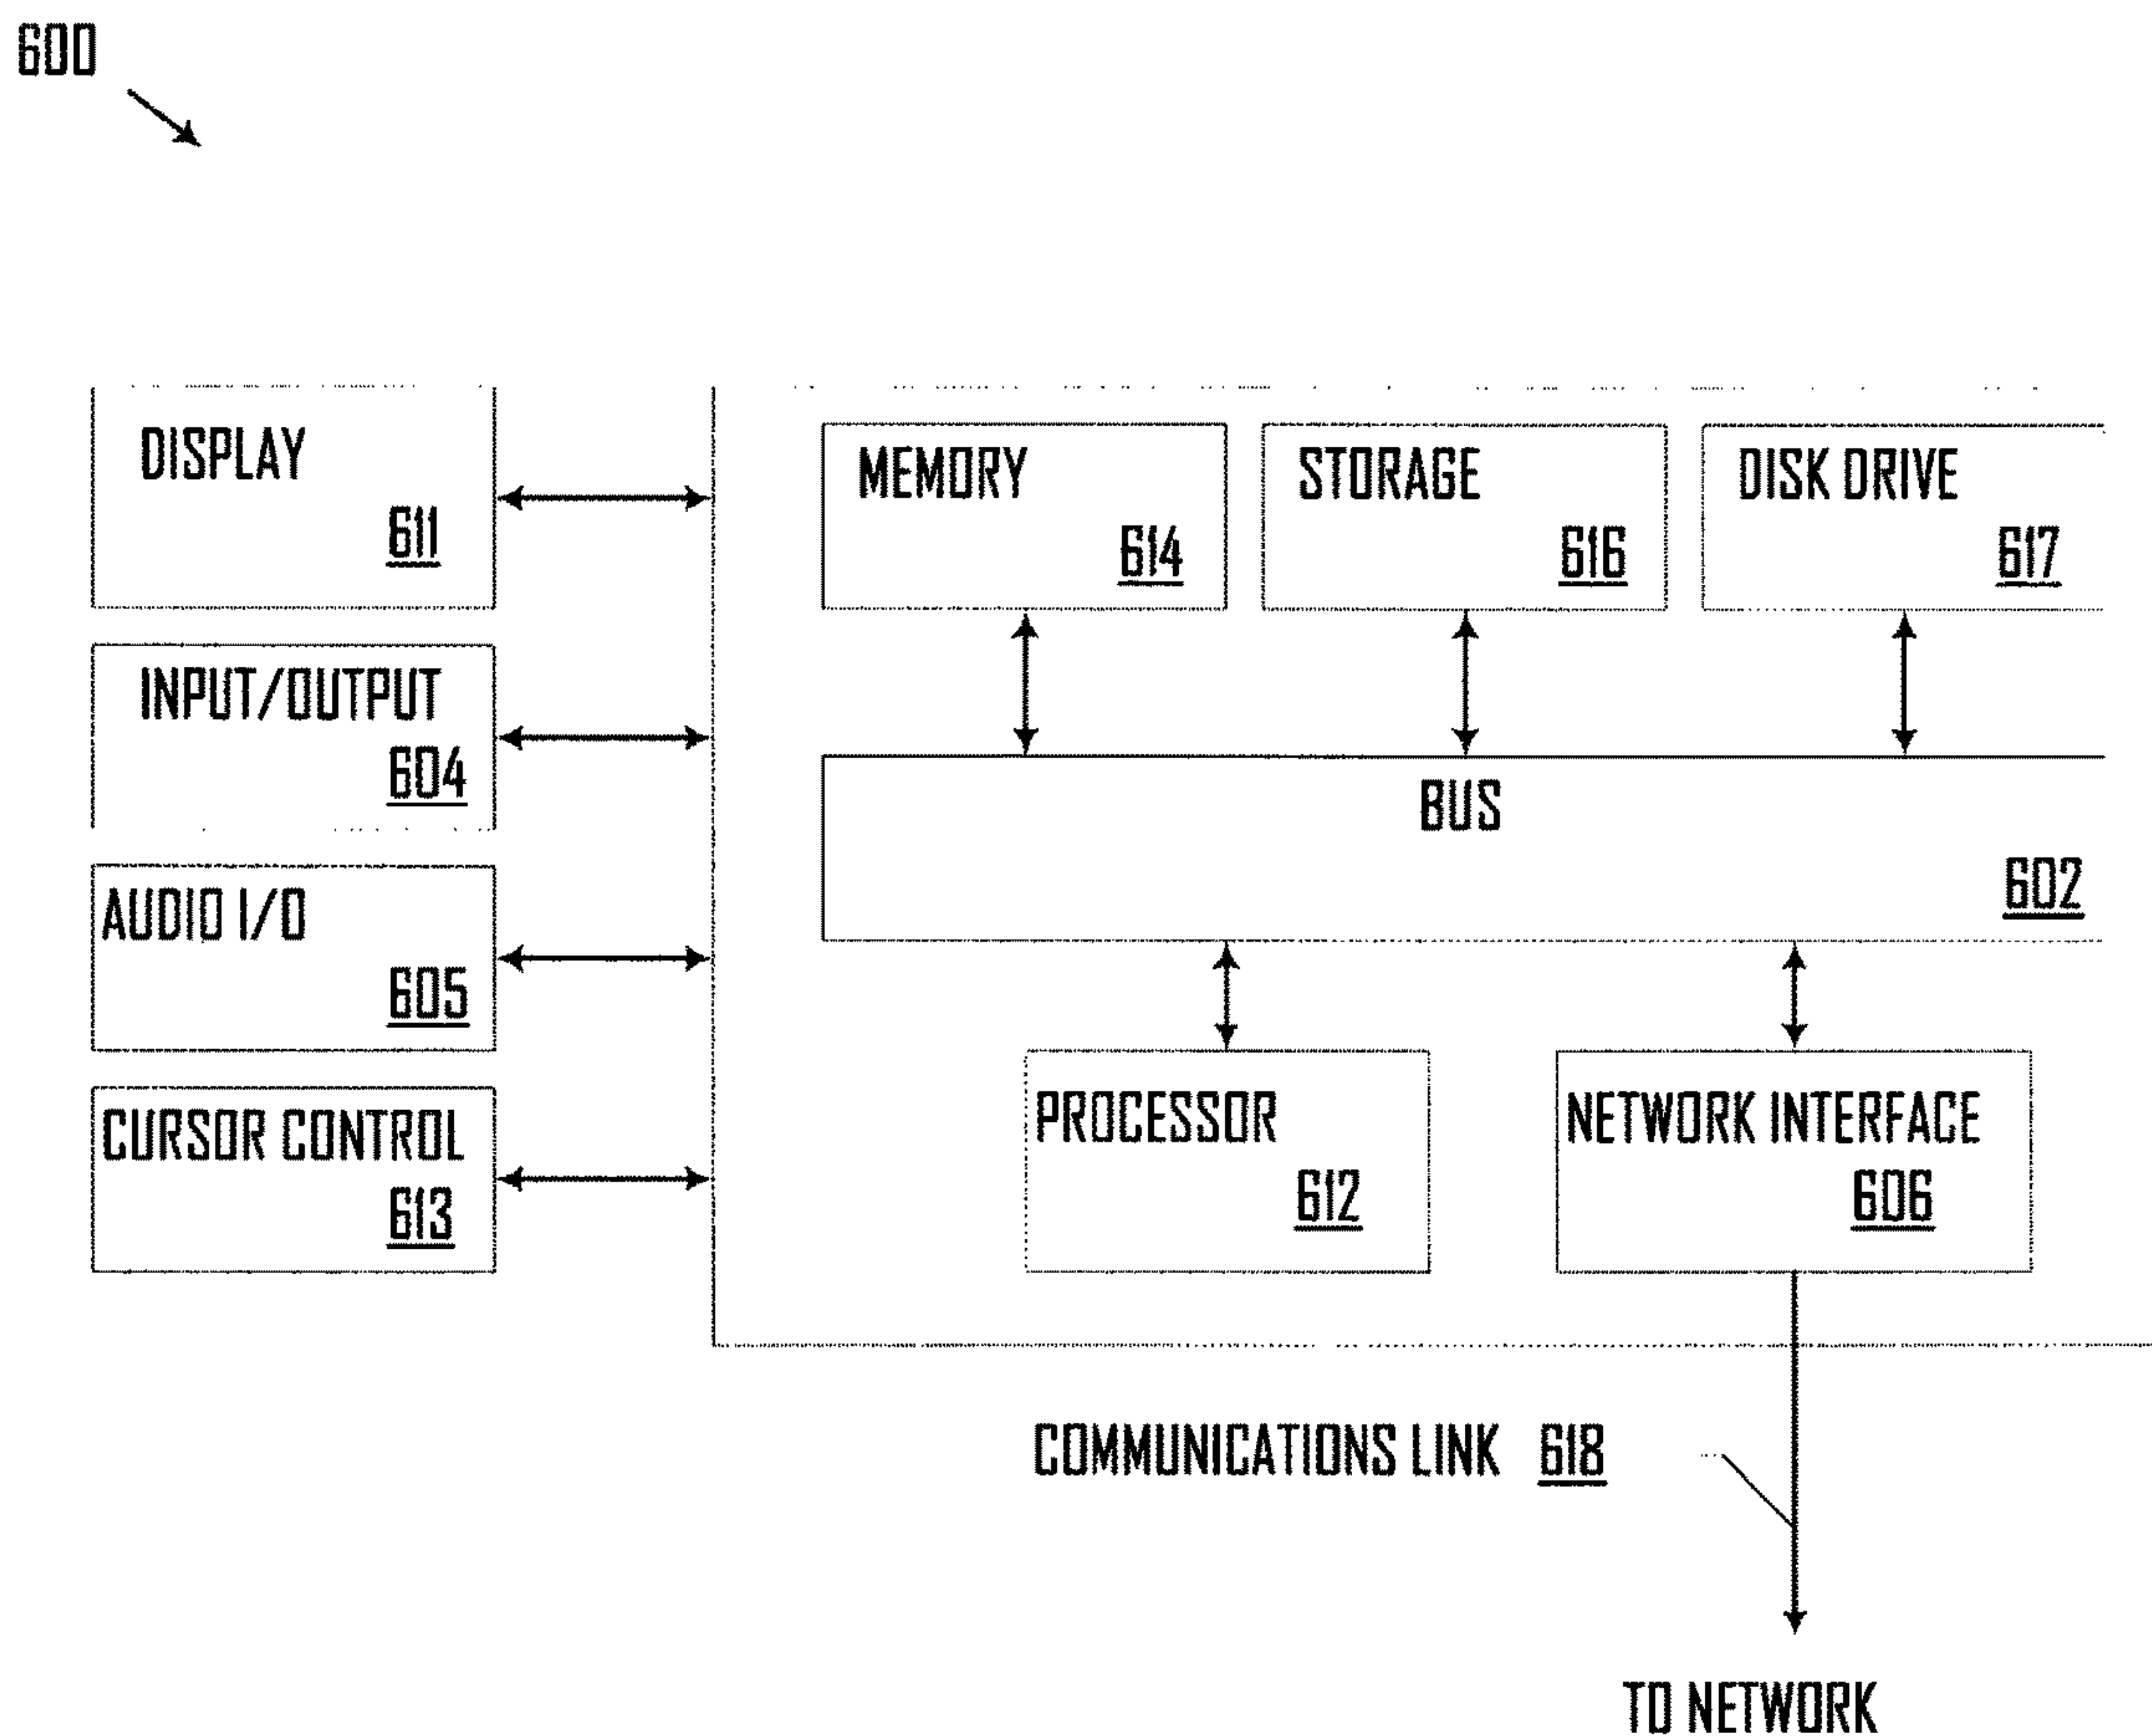 600
DISPLAY
611
INPUT/OUTPUT
604
AUDIO I/O
605
CURSOR CONTROL
613
MEMORY
614
STORAGE
616
DISK DRIVE
617
BUS
602
PROCESSOR
612
NETWORK INTERFACE
606
COMMUNICATIONS LINK 618
TO NETWORK